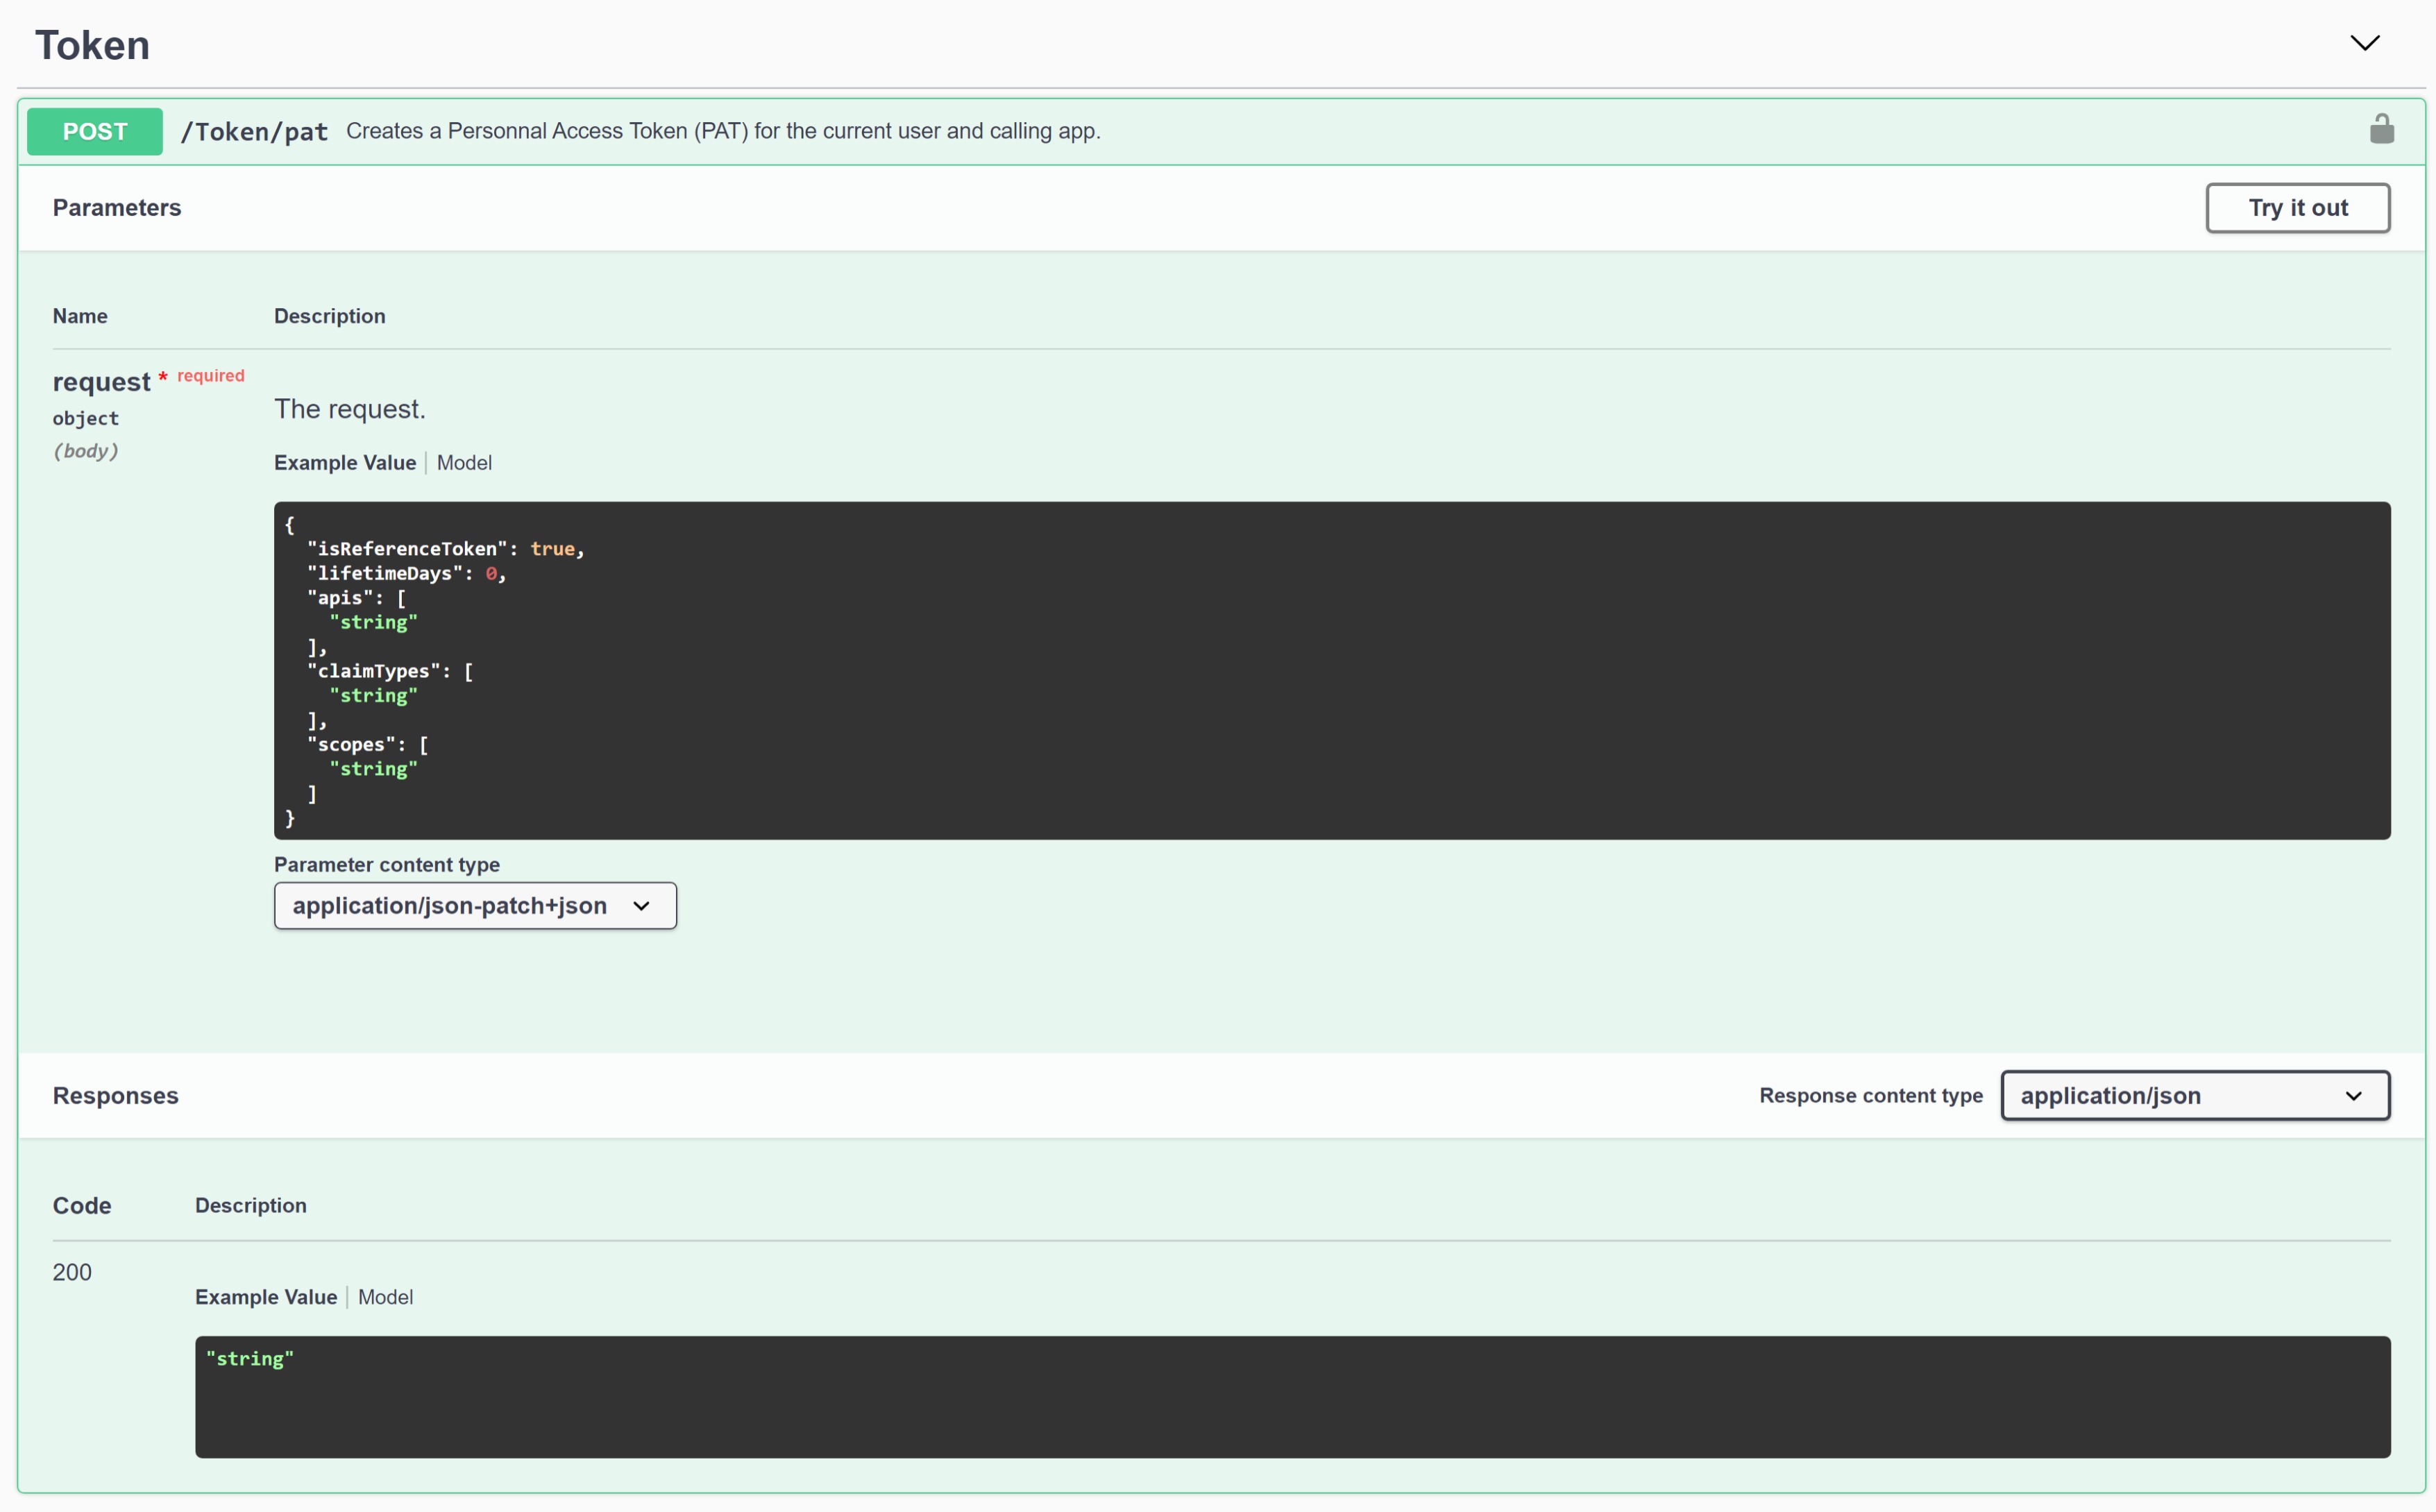 Token
POST /Token/pat Creates a Personnal Access Token (PAT) for the current user and calling app.
Parameters Try it out
Name Description
request * required
object
(body)
The request.
Example Value | Model
{
  "isReferenceToken": true,
  "lifetimeDays": 0,
  "apis": [
    "string"
  ],
  "claimTypes": [
    "string"
  ],
  "scopes": [
    "string"
  ]
}
Parameter content type
application/json-patch+json
Responses Response content type application/json
Code Description
200
Example Value | Model
"string"